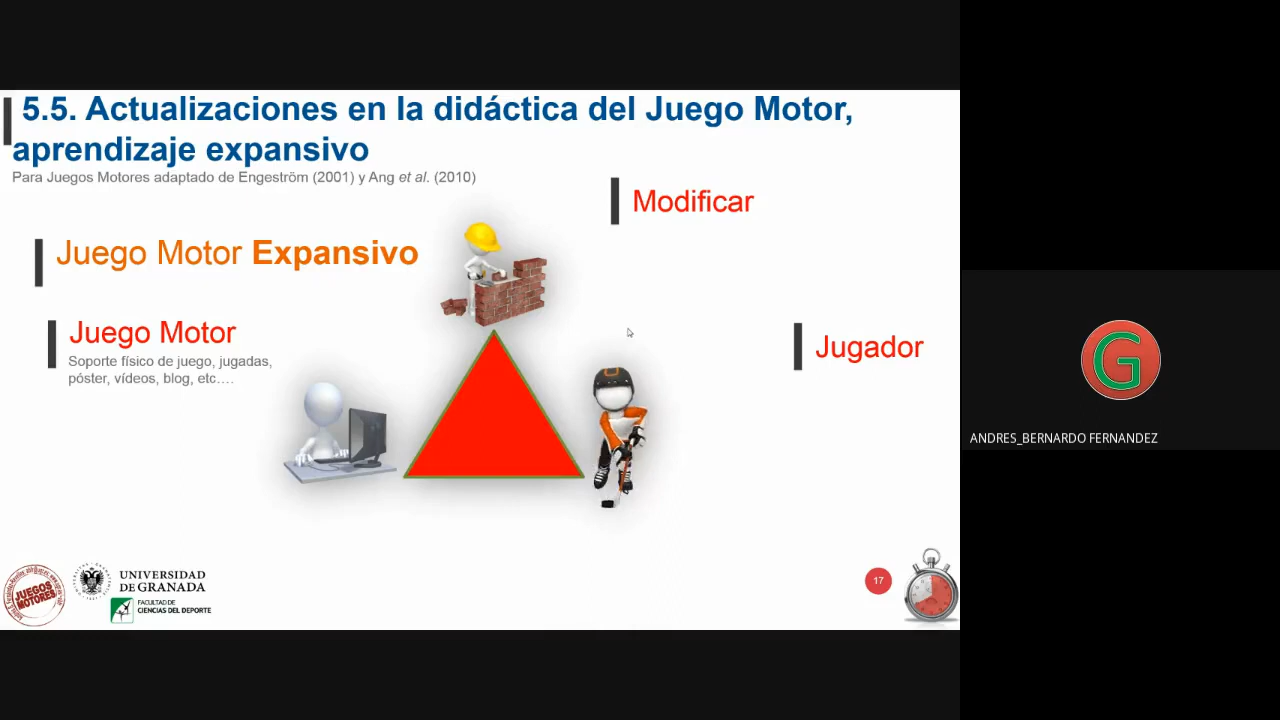 5.5. Actualizaciones en la didáctica del Juego Motor,
aprendizaje expansivo
Para Juegos Motores adaptado de Engeström (2001) y Ang et al. (2010)
Modificar
Juego Motor Expansivo
Juego Motor
Soporte físico de juego, jugadas,
póster, vídeos, blog, etc....
Jugador
G
ANDRES_BERNARDO FERNANDEZ
JUEGOS
MOTORES
UNIVERSIDAD
DE GRANADA
FACULTAD DE
CIENCIAS DEL DEPORTE
17